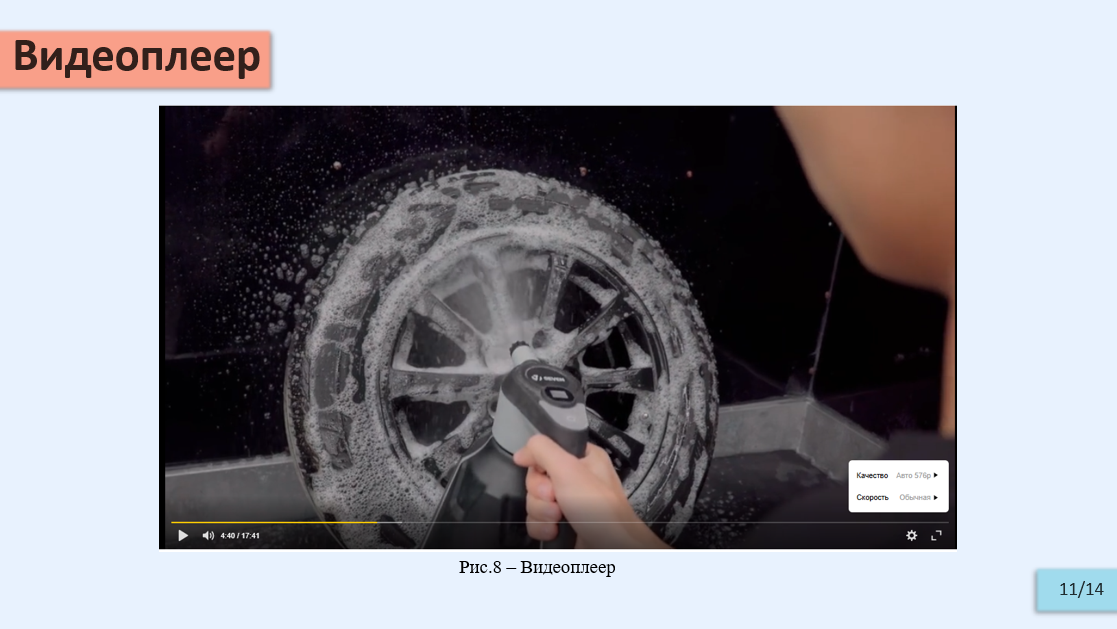 Видеоплеер
Качество Авто 576p
Скорость Обычная
4:40 / 17:41
Рис.8 – Видеоплеер
11/14